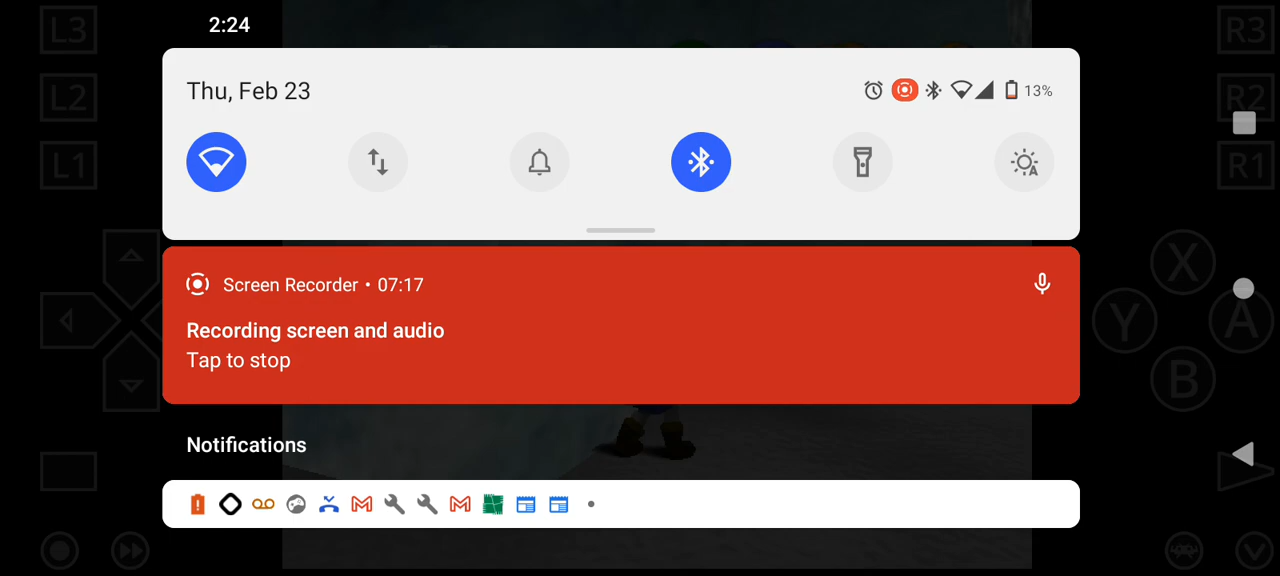 2:24
L3
R3
Thu, Feb 23
13%
L2
R2
L1
R1
A
Screen Recorder • 07:17
Recording screen and audio
Tap to stop
X
Y
A
B
Notifications